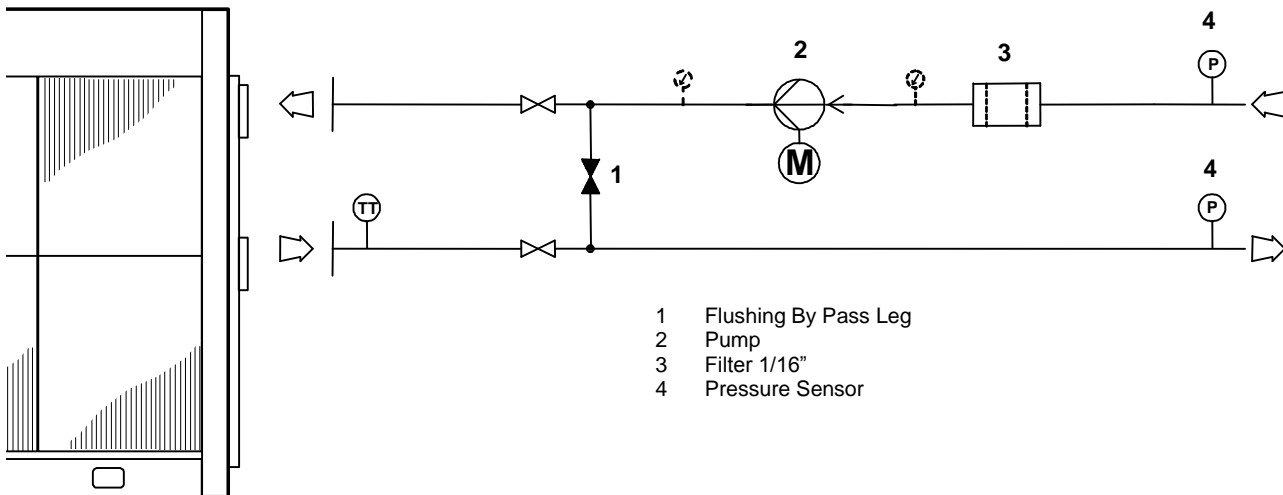 4
2
3
P
M
1
4
TT
P
1 Flushing By Pass Leg
2 Pump
3 Filter 1/16”
4 Pressure Sensor